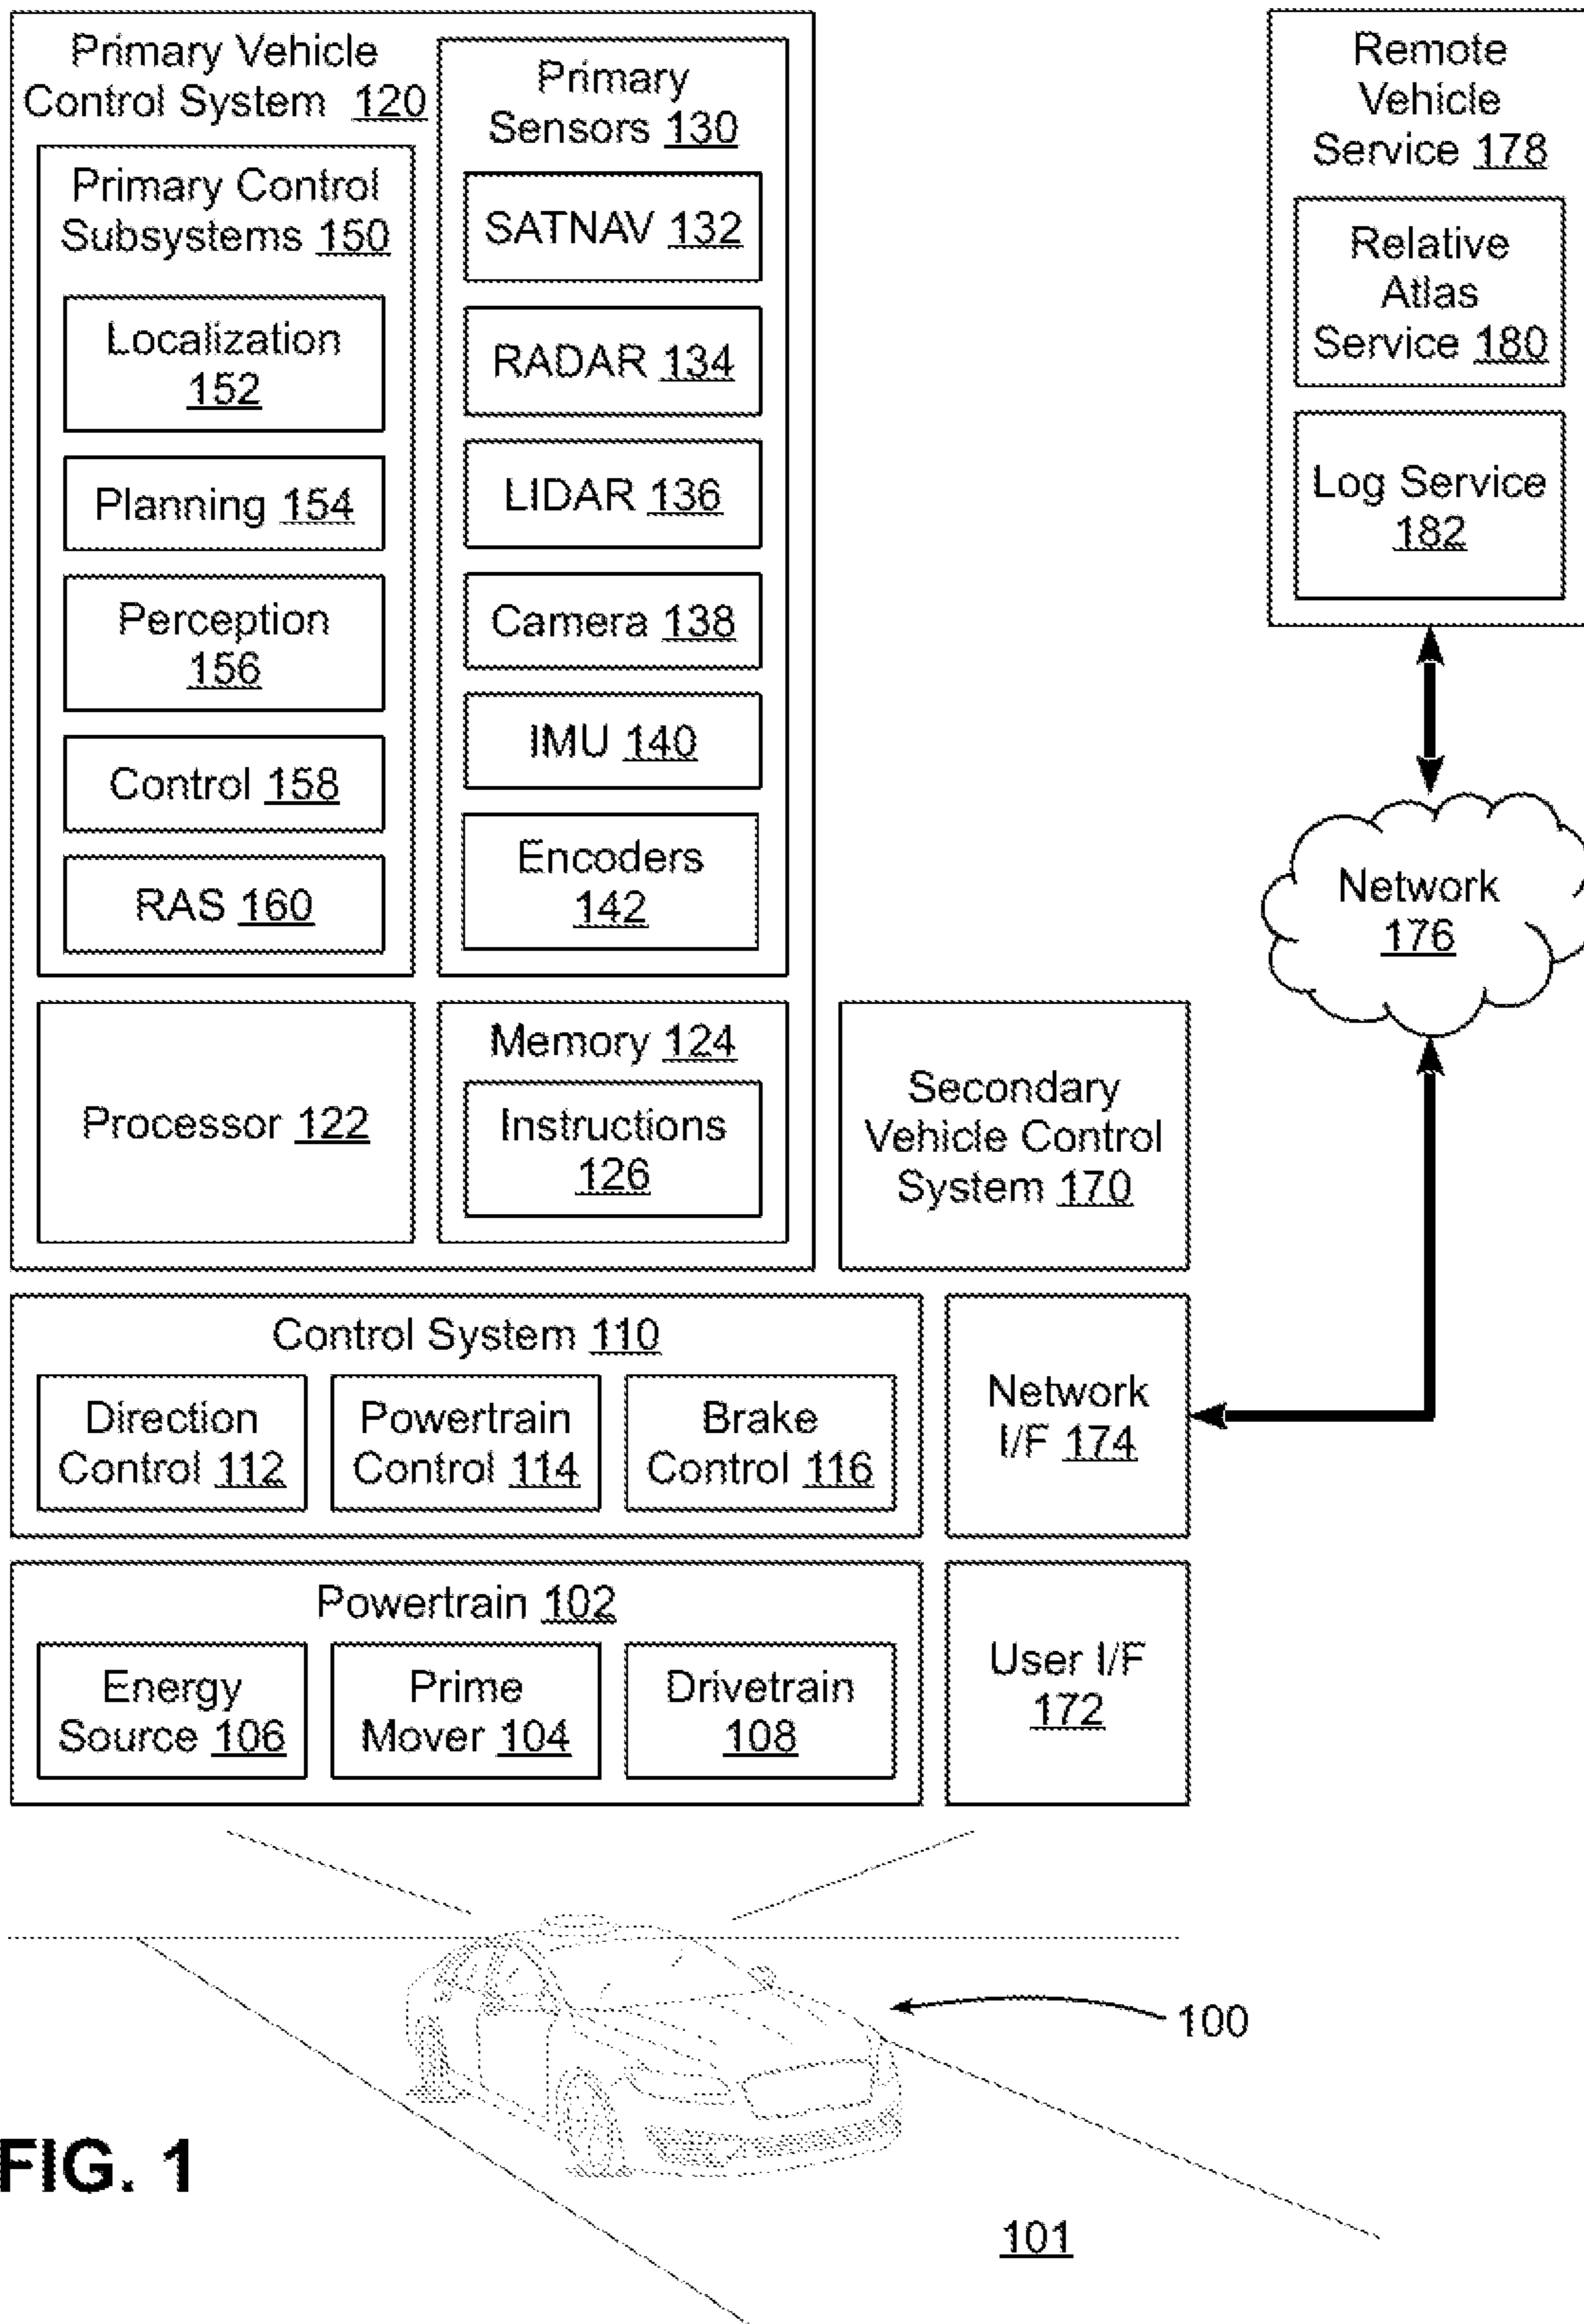 Primary Vehicle
Control System 120
Primary Control
Subsystems 150
Localization
152
Planning 154
Perception
156
Control 158
RAS 160
Primary
Sensors 130
SATNAV 132
RADAR 134
LIDAR 136
Camera 138
IMU 140
Encoders
142
Processor 122
Memory 124
Instructions
126
Secondary
Vehicle Control
System 170
Remote
Vehicle
Service 178
Relative
Atlas
Service 180
Log Service
182
Network
176
Control System 110
Direction
Control 112
Powertrain
Control 114
Brake
Control 116
Network
I/F 174
Powertrain 102
Energy
Source 106
Prime
Mover 104
Drivetrain
108
User I/F
172
100
FIG. 1
101